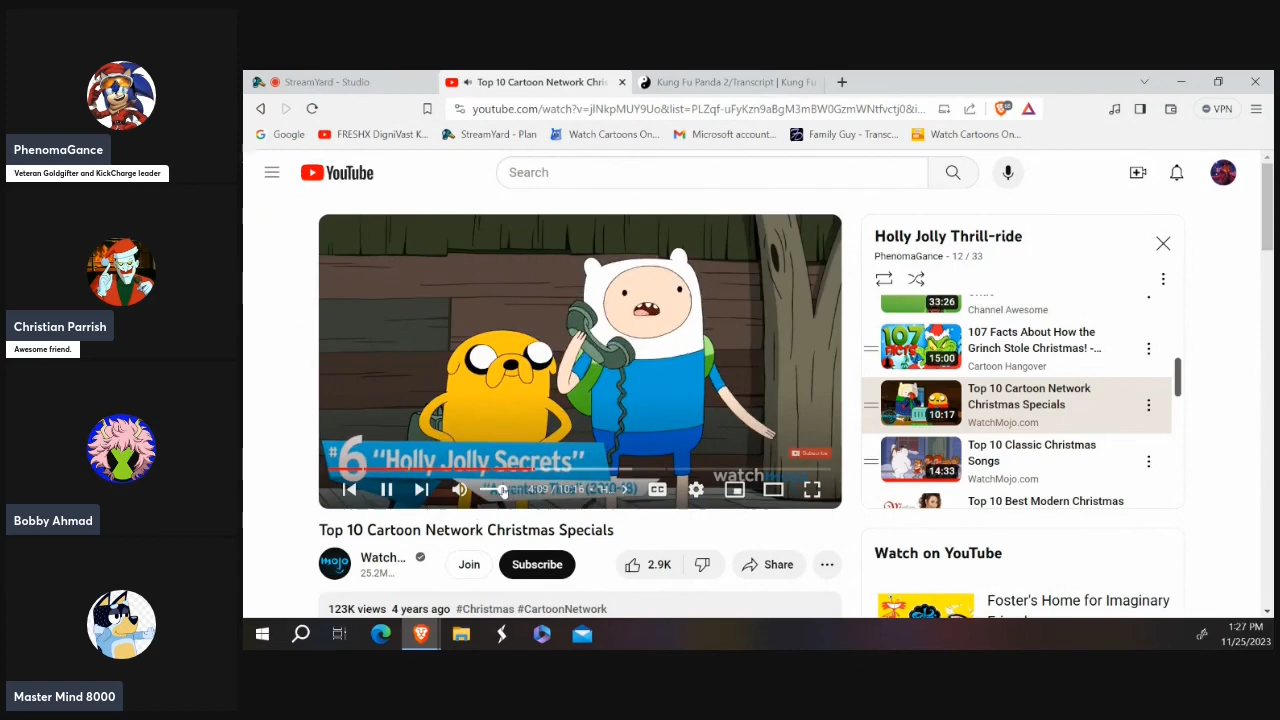 PhenomaGance
Veteran Goldgifter and KickCharge leader
Christian Parrish
Awesome friend.
Bobby Ahmad
Master Mind 8000
StreamYard - Studio
Top 10 Cartoon Network Chris
Kung Fu Panda 2/Transcript | Kung Fu
youtube.com/watch?v=jlNkpMUY9Uo&list=PLZqf-uFyKzn9aBgM3mBW0GzmWNtfvctj0&i...
VPN
Google
FRESHX DigniVast K...
StreamYard - Plan
Watch Cartoons On...
Microsoft account...
Family Guy - Transc...
Watch Cartoons On...
YouTube
Search
#6 "Holly Jolly Secrets"
Subscribe
watch
4:09 / 10:16
CC
Top 10 Cartoon Network Christmas Specials
mojo
Watch...
25.2M...
Join
Subscribe
2.9K
Share
123K views 4 years ago #Christmas #CartoonNetwork
Holly Jolly Thrill-ride
PhenomaGance - 12 / 33
33:26
Channel Awesome
107 FACTS
15:00
107 Facts About How the
Grinch Stole Christmas! -...
Cartoon Hangover
10:17
Top 10 Cartoon Network
Christmas Specials
WatchMojo.com
14:33
Top 10 Classic Christmas
Songs
WatchMojo.com
Top 10 Best Modern Christmas
Watch on YouTube
Foster's Home for Imaginary
1:27 PM
11/25/2023